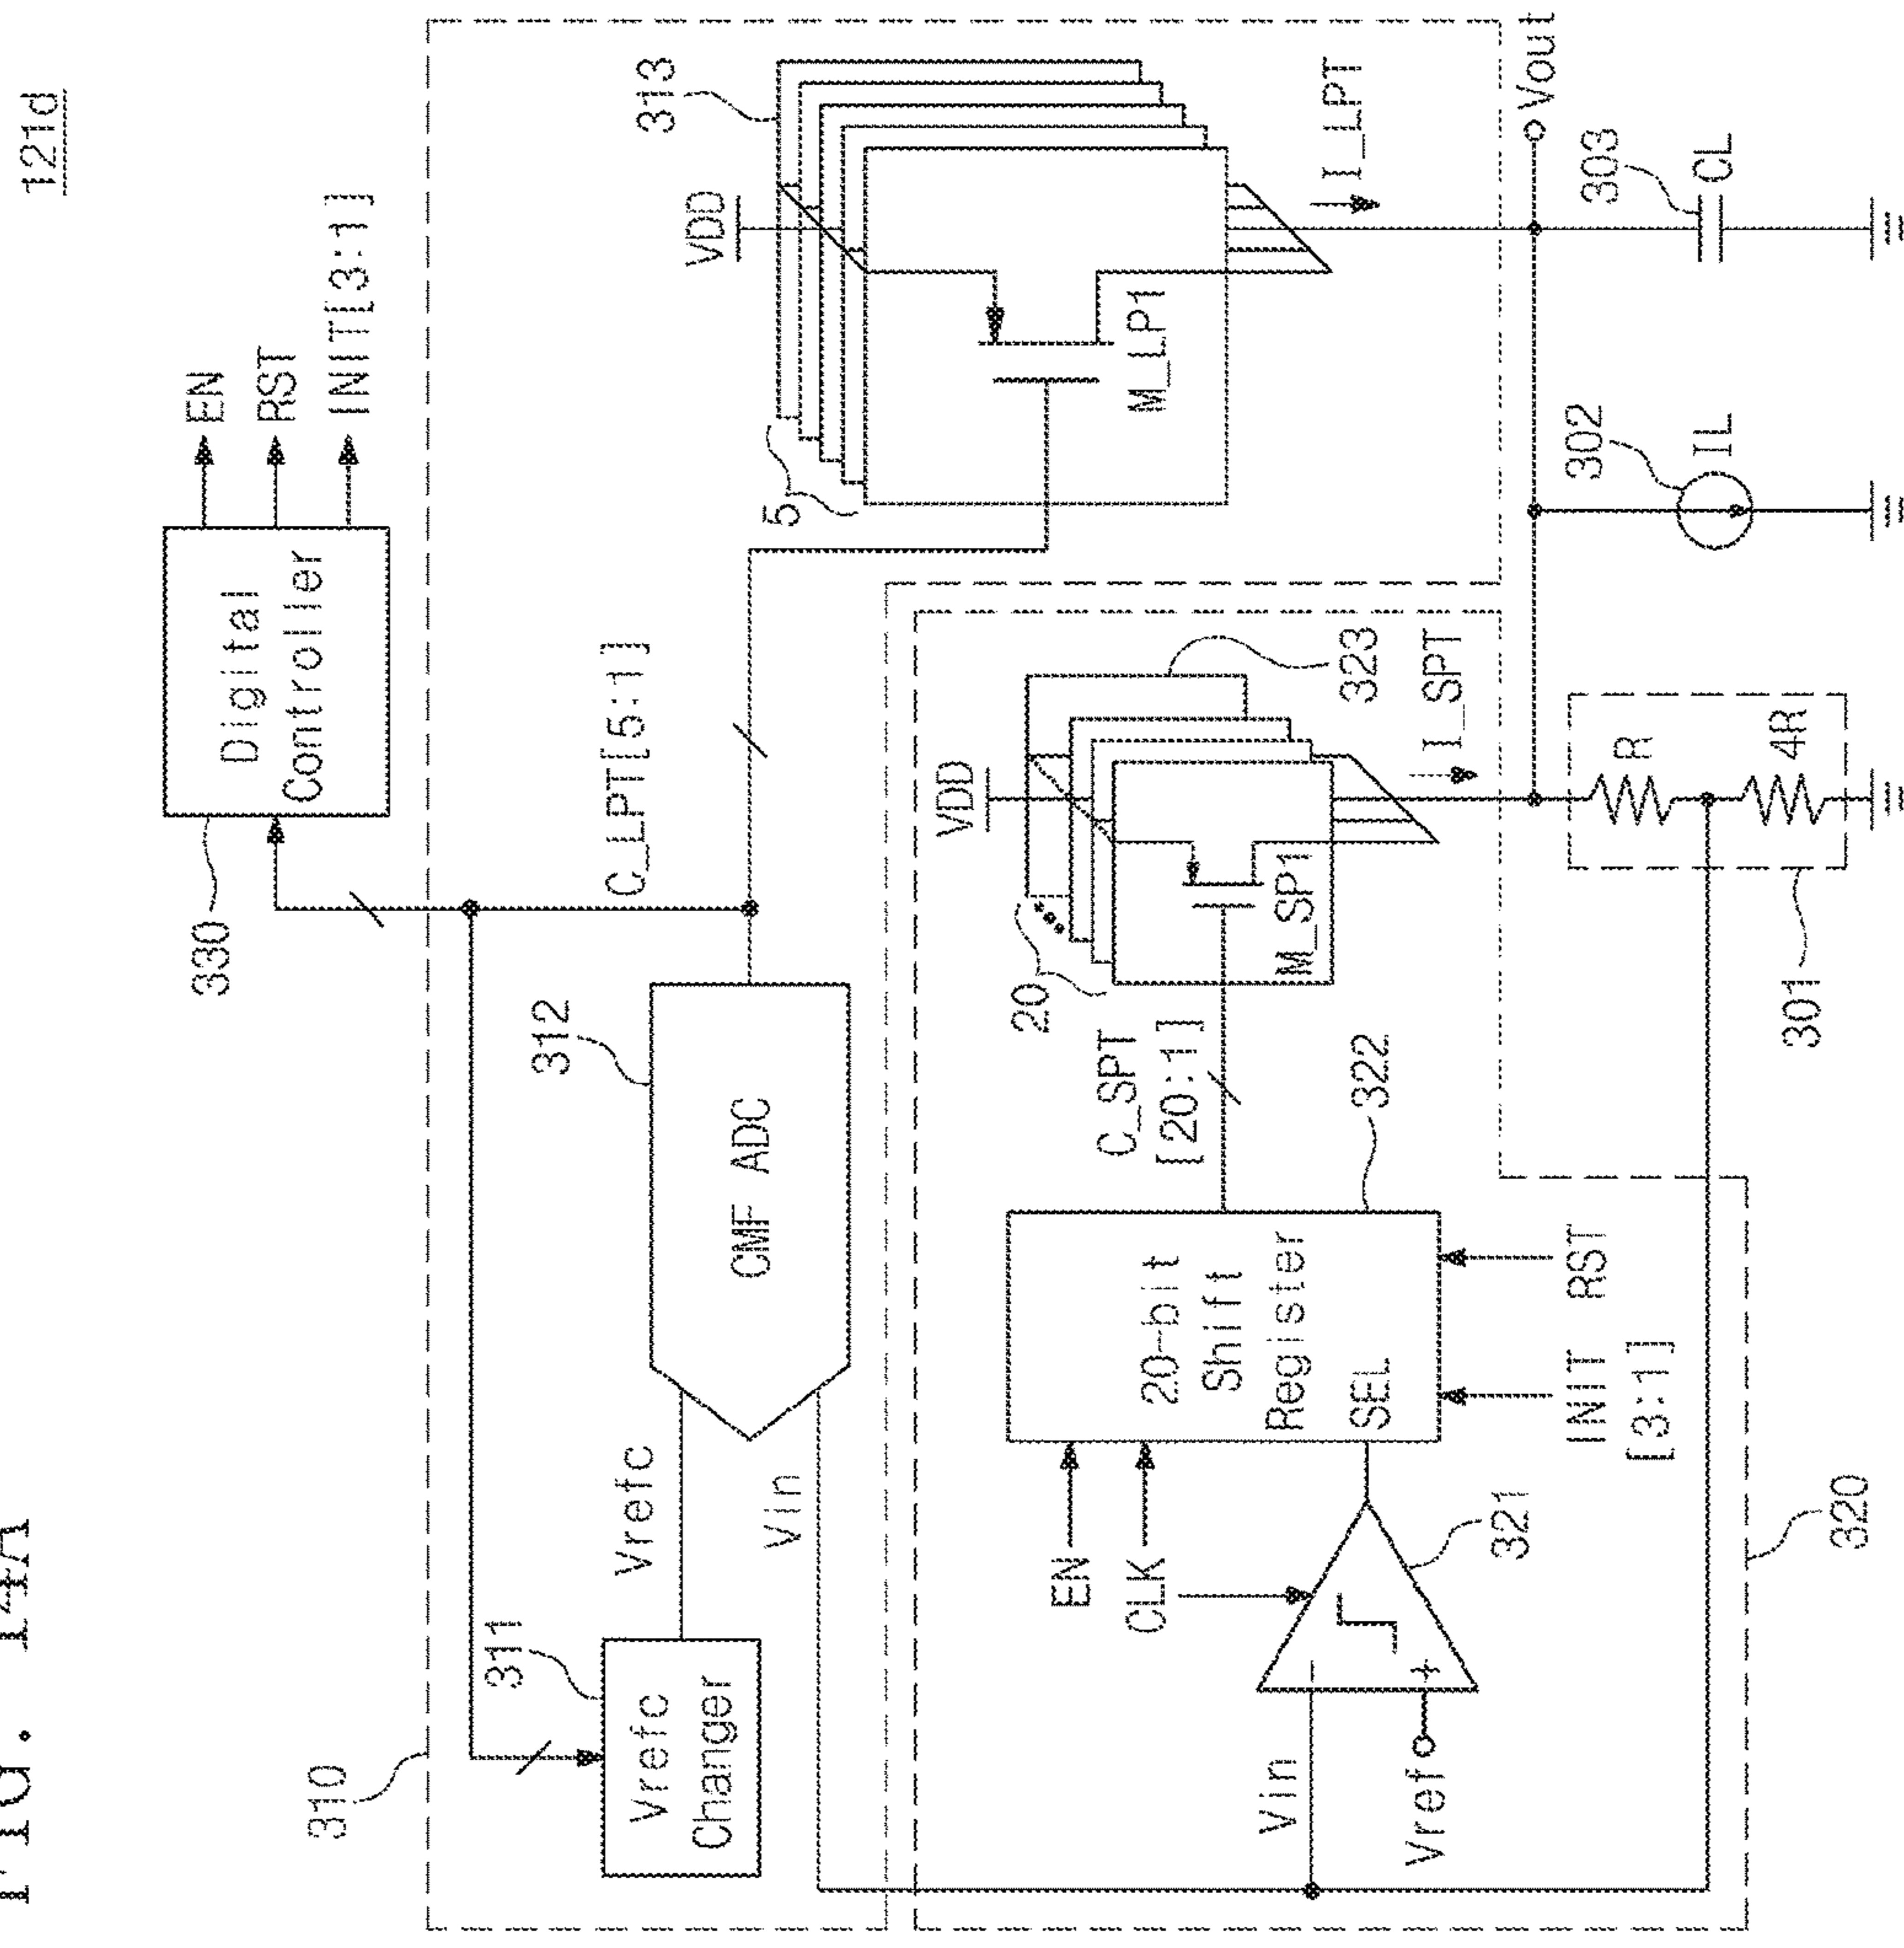 FIG. 14A
121d
330
Digital
Controller
EN
RST
INIT[3:1]
310
311
Vrefc
Changer
Vrefc
Vin
312
CMF ADC
C_LPT[5:1]
VDD
313
5
M_LP1
I_LPT
Vin
Vref
-
+
321
EN
CLK
20-bit
Shift
Register
SEL
INIT
[3:1]
RST
322
C_SPT
[20:1]
VDD
20
M_SP1
323
I_SPT
320
301
R
4R
302
IL
303
CL
Vout